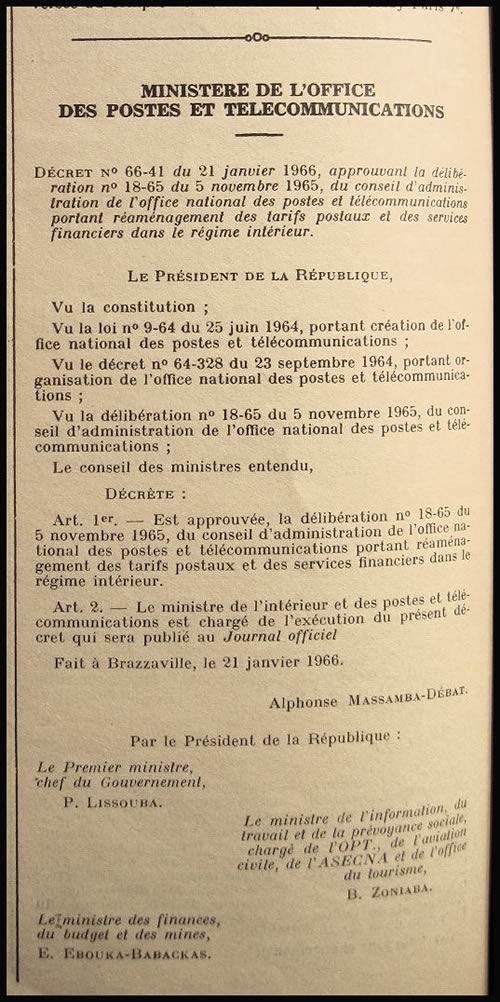 oOo
MINISTERE DE L'OFFICE
DES POSTES ET TELECOMMUNICATIONS
DÉCRET Nº 66-41 du 21 janvier 1966, approuvant la délibé-
ration nº 18-65 du 5 novembre 1965, du conseil d'adminis-
tration de l'office national des postes et télécommunications
portant réaménagement des tarifs postaux et des services
financiers dans le régime intérieur.
LE PRÉSIDENT DE LA RÉPUBLIQUE,
Vu la constitution ;
Vu la loi nº 9-64 du 25 juin 1964, portant création de l'of-
fice national des postes et télécommunications ;
Vu le décret nº 64-328 du 23 septembre 1964, portant or-
ganisation de l'office national des postes et télécommunica-
tions ;
Vu la délibération nº 18-65 du 5 novembre 1965, du con-
seil d'administration de l'office national des postes et télé-
communications ;
Le conseil des ministres entendu,
DÉCRÈTE :
Art. 1er. — Est approuvée, la délibération nº 18-65 du
5 novembre 1965, du conseil d'administration de l'office na-
tional des postes et télécommunications portant réaména-
gement des tarifs postaux et des services financiers dans le
régime intérieur.
Art. 2. — Le ministre de l'intérieur et des postes et télé-
communications est chargé de l'exécution du présent dé-
cret qui sera publié au Journal officiel
Fait à Brazzaville, le 21 janvier 1966.
Alphonse MASSAMBA-DÉBAT.
Par le Président de la République :
Le Premier ministre,
chef du Gouvernement,
P. LISSOUBA.
Le ministre de l'information, du
travail et de la prévoyance sociale,
chargé de l'OPT., de l'aviation
civile, de l'ASECNA et de l'office
du tourisme,
B. ZONIABA.
Le ministre des finances,
du budget et des mines,
E. EBOUKA-BABACKAS.